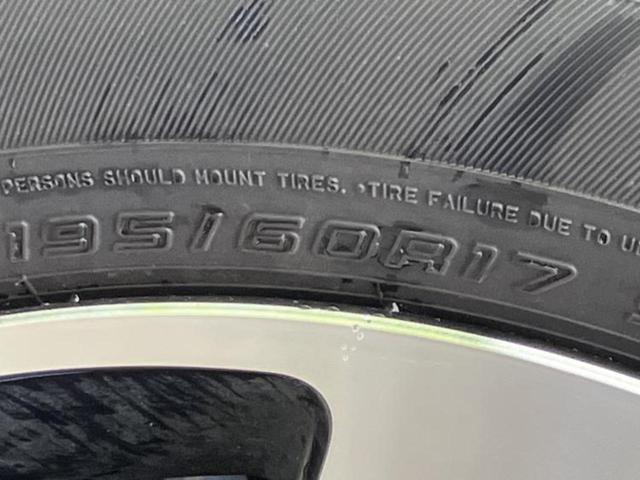 PERSONS SHOULD MOUNT TIRES. •TIRE FAILURE DUE TO
195/60R17